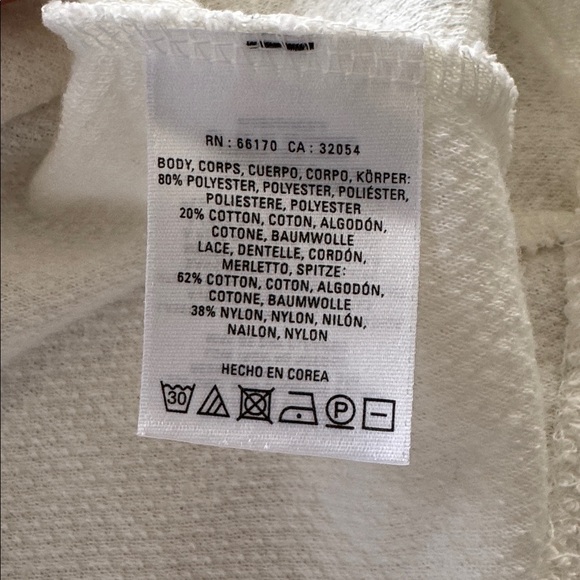 RN : 66170 CA : 32054
BODY, CORPS, CUERPO, CORPO, KÖRPER:
80% POLYESTER, POLYESTER, POLIÉSTER,
POLIESTERE, POLYESTER
20% COTTON, COTON, ALGODÓN,
COTONE, BAUMWOLLE
LACE, DENTELLE, CORDÓN,
MERLETTO, SPITZE:
62% COTTON, COTON, ALGODÓN,
COTONE, BAUMWOLLE
38% NYLON, NYLON, NILÓN,
NAILON, NYLON
HECHO EN COREA
30 P